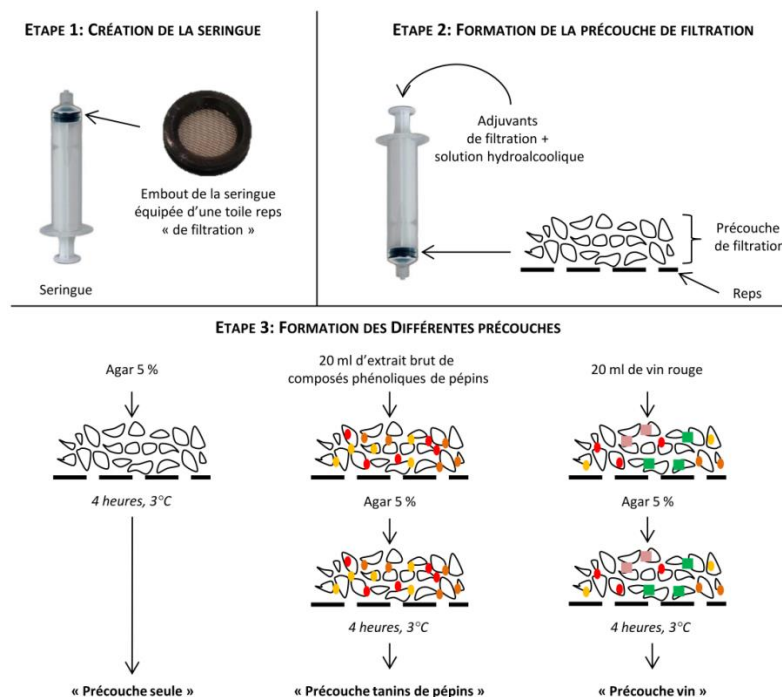 ETAPE 1: CRÉATION DE LA SERINGUE
Embout de la seringue
équipée d'une toile reps
« de filtration »
Seringue
ETAPE 2: FORMATION DE LA PRÉCOUCHE DE FILTRATION
Adjuvants
de filtration +
solution hydroalcoolique
Précouche
de filtration
Reps
ETAPE 3: FORMATION DES DIFFÉRENTES PRÉCOUCHES
Agar 5 %
4 heures, 3°C
« Précouche seule »
20 ml d'extrait brut de
composés phénoliques de pépins
Agar 5 %
4 heures, 3°C
« Précouche tanins de pépins »
20 ml de vin rouge
Agar 5 %
4 heures, 3°C
« Précouche vin »